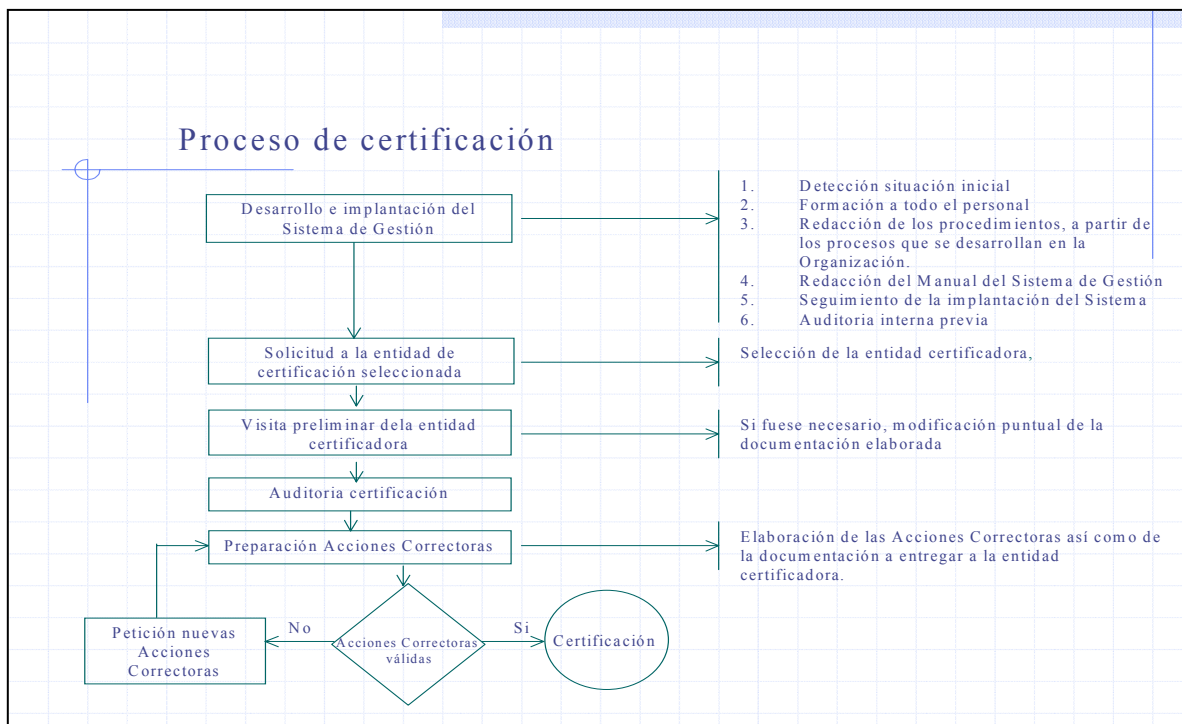 Proceso de certificación
Desarrollo e implantación del
Sistema de Gestión
1. Detección situación inicial
2. Formación a todo el personal
3. Redacción de los procedimientos, a partir de
los procesos que se desarrollan en la
Organización.
4. Redacción del Manual del Sistema de Gestión
5. Seguimiento de la implantación del Sistema
6. Auditoria interna previa
Solicitud a la entidad de
certificación seleccionada
Selección de la entidad certificadora,
Visita preliminar dela entidad
certificadora
Si fuese necesario, modificación puntual de la
documentación elaborada
Auditoria certificación
Preparación Acciones Correctoras
Elaboración de las Acciones Correctoras así como de
la documentación a entregar a la entidad
certificadora.
Petición nuevas
Acciones
Correctoras
No
Acciones Correctoras
válidas
Si
Certificación